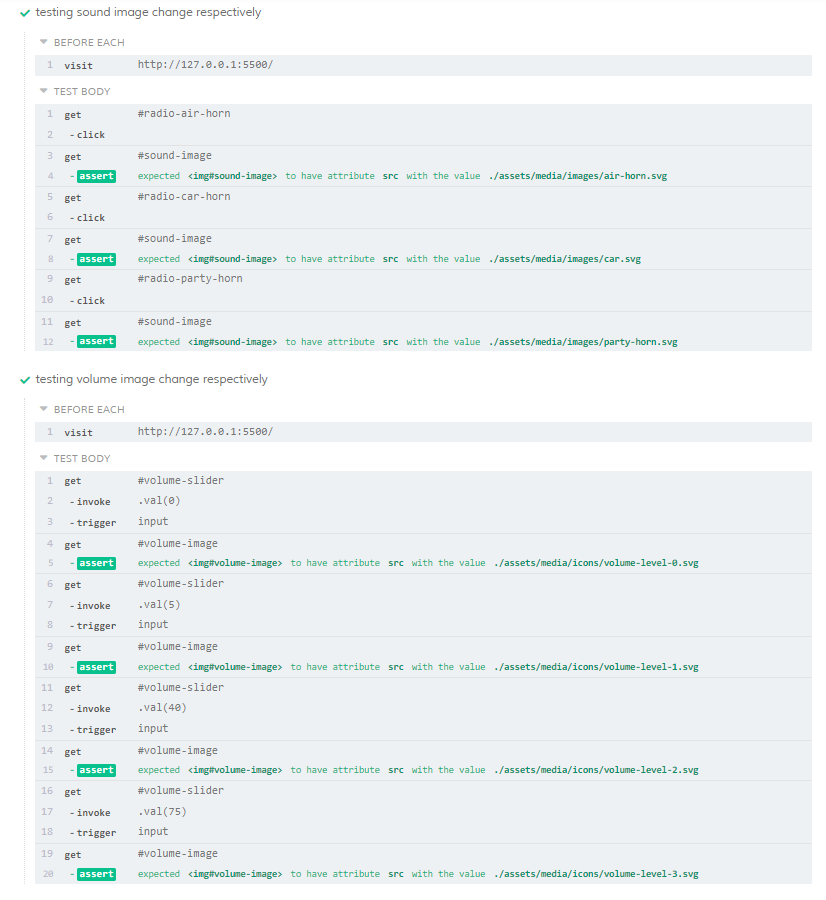 testing sound image change respectively
BEFORE EACH
1 visit http://127.0.0.1:5500/
TEST BODY
1 get #radio-air-horn
2 -click
3 get #sound-image
4 -assert expected <img#sound-image> to have attribute src with the value ./assets/media/images/air-horn.svg
5 get #radio-car-horn
6 -click
7 get #sound-image
8 -assert expected <img#sound-image> to have attribute src with the value ./assets/media/images/car.svg
9 get #radio-party-horn
10 -click
11 get #sound-image
12 -assert expected <img#sound-image> to have attribute src with the value ./assets/media/images/party-horn.svg
testing volume image change respectively
BEFORE EACH
1 visit http://127.0.0.1:5500/
TEST BODY
1 get #volume-slider
2 -invoke .val(0)
3 -trigger input
4 get #volume-image
5 -assert expected <img#volume-image> to have attribute src with the value ./assets/media/icons/volume-level-0.svg
6 get #volume-slider
7 -invoke .val(5)
8 -trigger input
9 get #volume-image
10 -assert expected <img#volume-image> to have attribute src with the value ./assets/media/icons/volume-level-1.svg
11 get #volume-slider
12 -invoke .val(40)
13 -trigger input
14 get #volume-image
15 -assert expected <img#volume-image> to have attribute src with the value ./assets/media/icons/volume-level-2.svg
16 get #volume-slider
17 -invoke .val(75)
18 -trigger input
19 get #volume-image
20 -assert expected <img#volume-image> to have attribute src with the value ./assets/media/icons/volume-level-3.svg